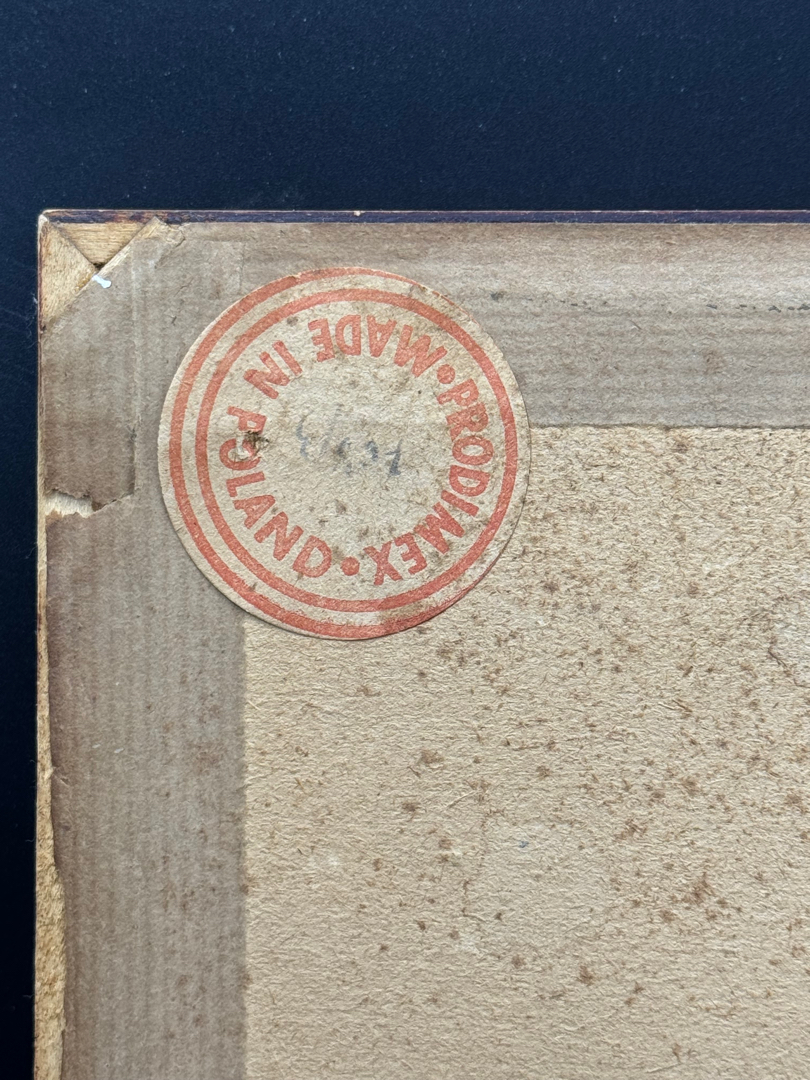 PRODIMEX • MADE IN POLAND •